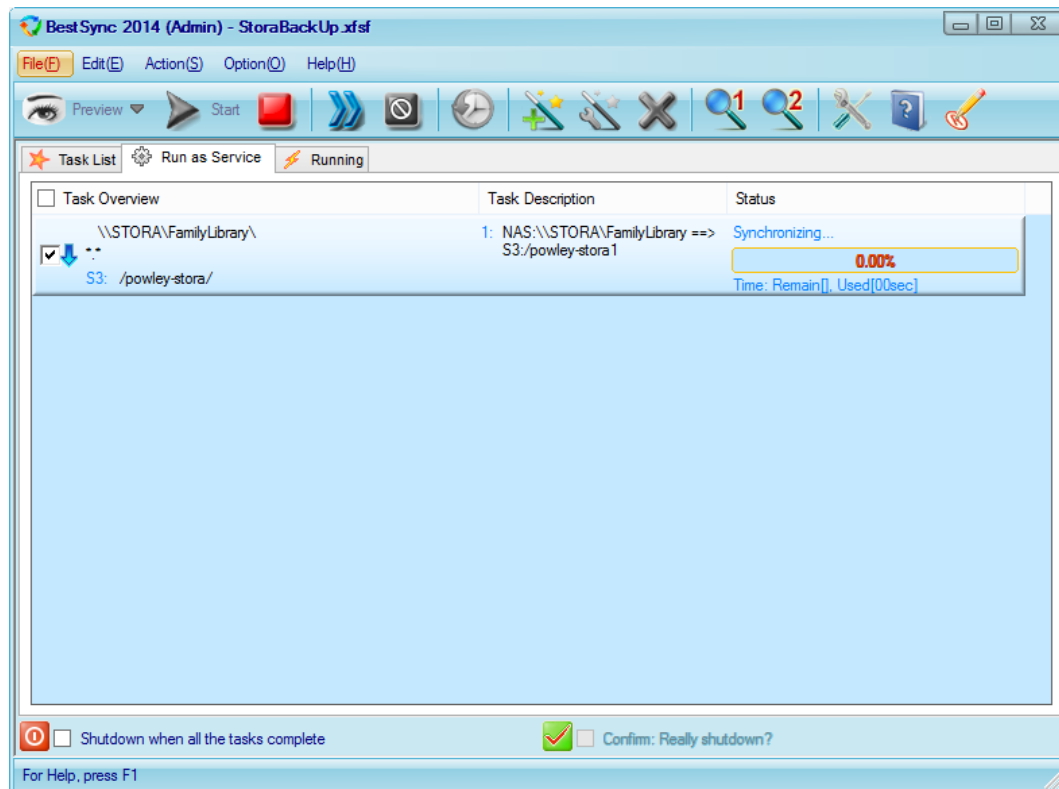 BestSync 2014 (Admin) - StoraBackUp.xfsf
File(F) Edit(E) Action(S) Option(O) Help(H)
Preview Start 1 2
Task List Run as Service Running
Task Overview Task Description Status
\\STORA\FamilyLibrary\ 1: NAS:\\STORA\FamilyLibrary ==> Synchronizing...
*.* S3:/powley-stora1 0.00%
S3: /powley-stora/ Time: Remain[], Used[00sec]
Shutdown when all the tasks complete Confirm: Really shutdown?
For Help, press F1